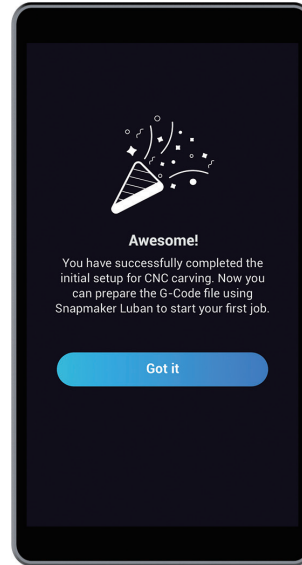 Awesome!
You have successfully completed the
initial setup for CNC carving. Now you
can prepare the G-Code file using
Snapmaker Luban to start your first job.
Got it